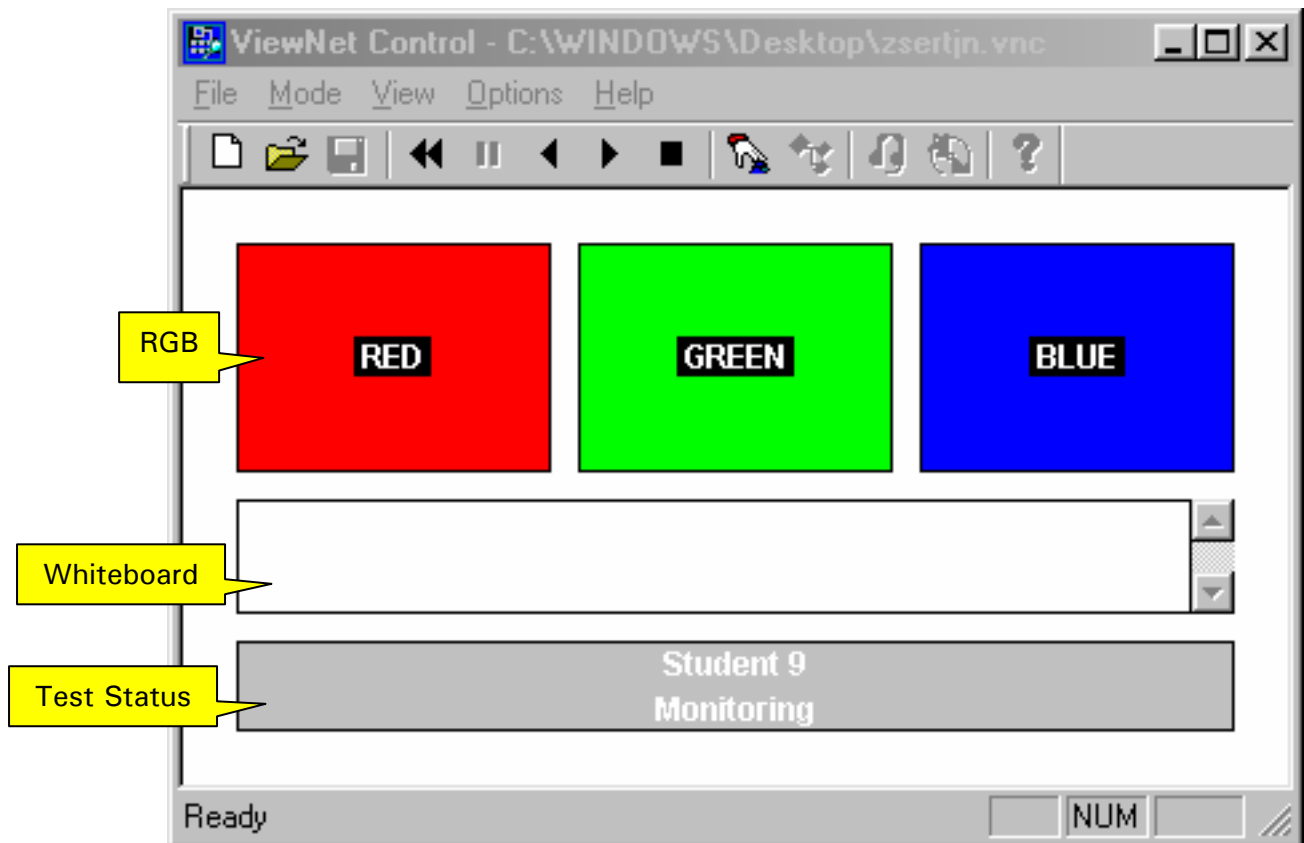 ViewNet Control - C:\WINDOWS\Desktop\zsertjn.vnc
File Mode View Options Help
RGB
RED GREEN BLUE
Whiteboard
Test Status
Student 9
Monitoring
Ready NUM